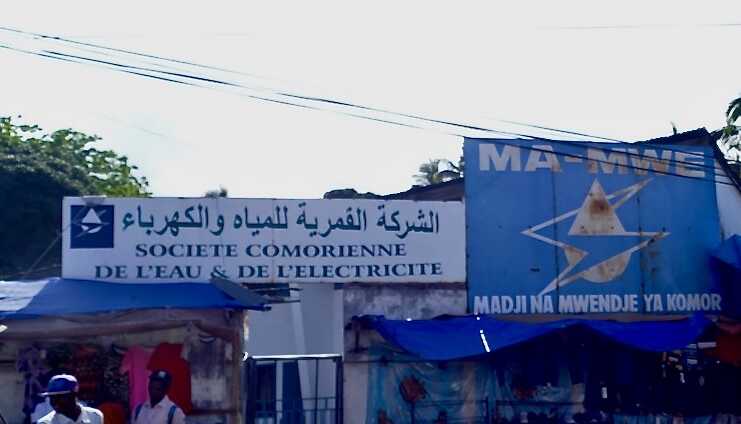 الشركة القمرية للمياه والكهرباء
SOCIETE COMORIENNE
DE L'EAU & DE L'ELECTRICITE
MA-MWE
MADJI NA MWENDJE YA KOMOR